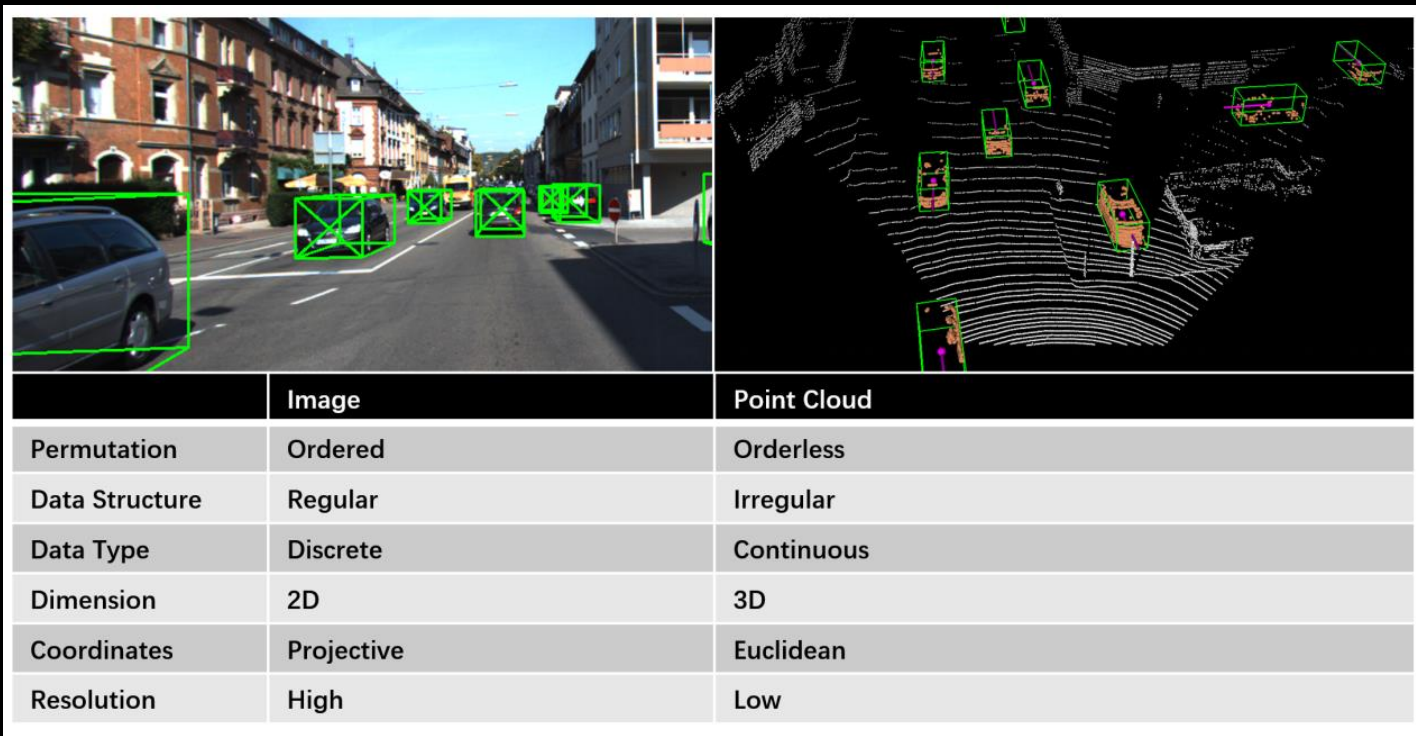 Image Point Cloud
Permutation Ordered Orderless
Data Structure Regular Irregular
Data Type Discrete Continuous
Dimension 2D 3D
Coordinates Projective Euclidean
Resolution High Low